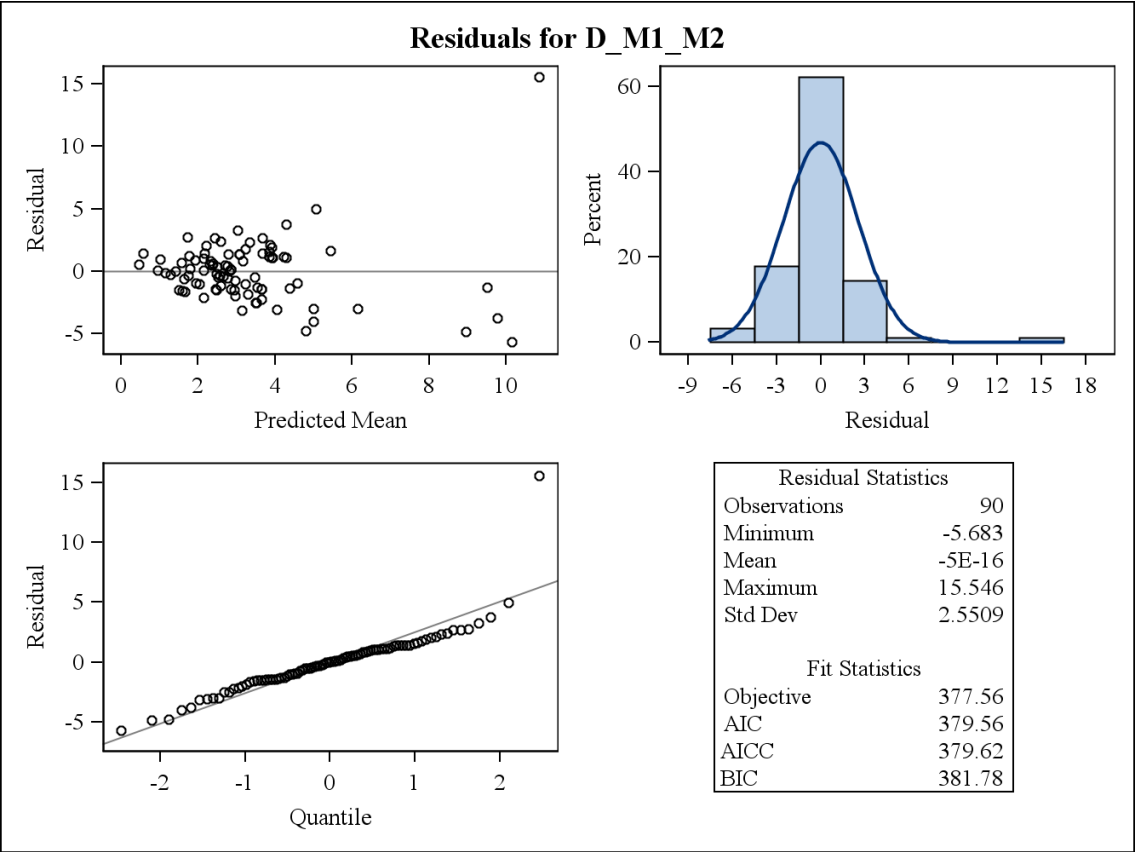 Residuals for D_M1_M2
15
10
5
0
-5
Residual
0 2 4 6 8 10
Predicted Mean
60
40
20
0
Percent
-9 -6 -3 0 3 6 9 12 15 18
Residual
15
10
5
0
-5
Residual
-2 -1 0 1 2
Quantile
Residual Statistics
Observations 90
Minimum -5.683
Mean -5E-16
Maximum 15.546
Std Dev 2.5509
Fit Statistics
Objective 377.56
AIC 379.56
AICC 379.62
BIC 381.78